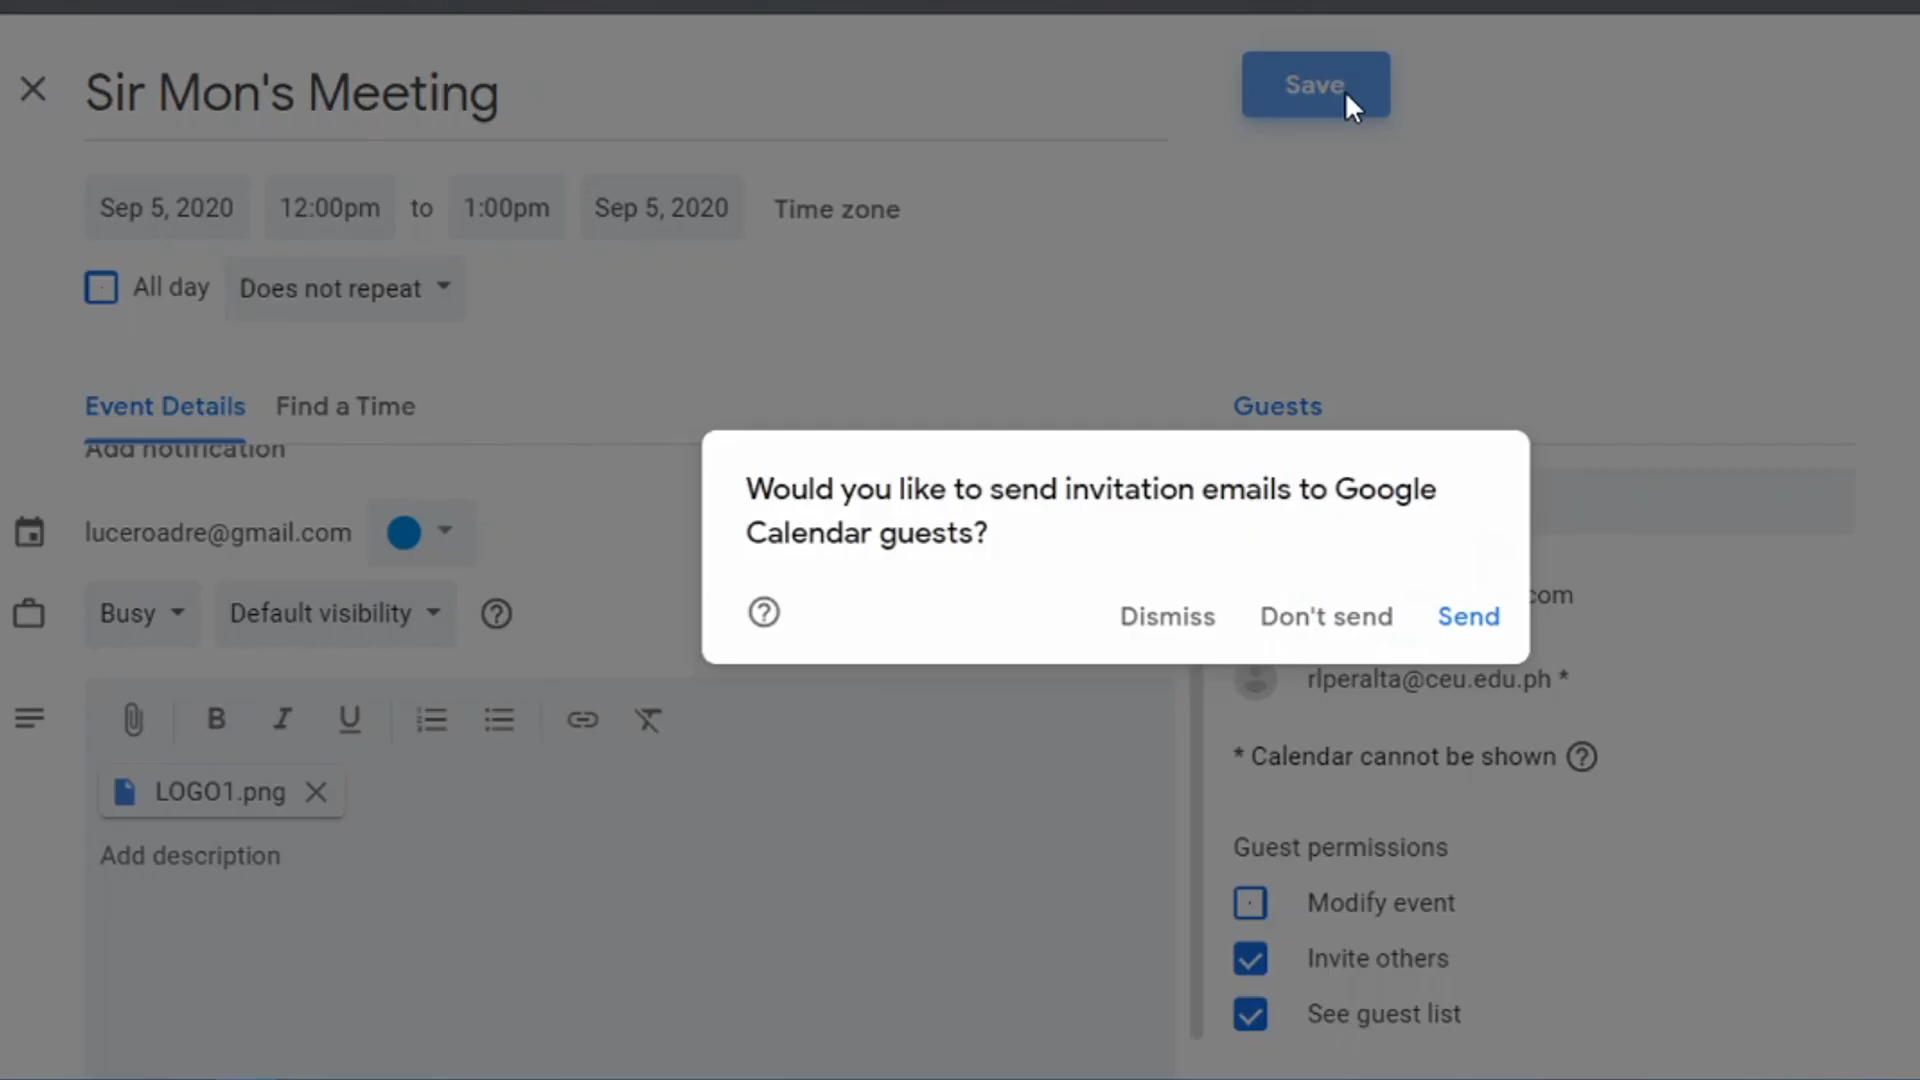 Sir Mon's Meeting
Save
Sep 5, 2020 12:00pm to 1:00pm Sep 5, 2020 Time zone
All day Does not repeat
Event Details Find a Time
Guests
Add notification
Would you like to send invitation emails to Google
Calendar guests?
Dismiss Don't send Send
luceroadre@gmail.com
Busy Default visibility
B I U
LOGO1.png
Add description
com
rlperalta@ceu.edu.ph *
* Calendar cannot be shown
Guest permissions
Modify event
Invite others
See guest list